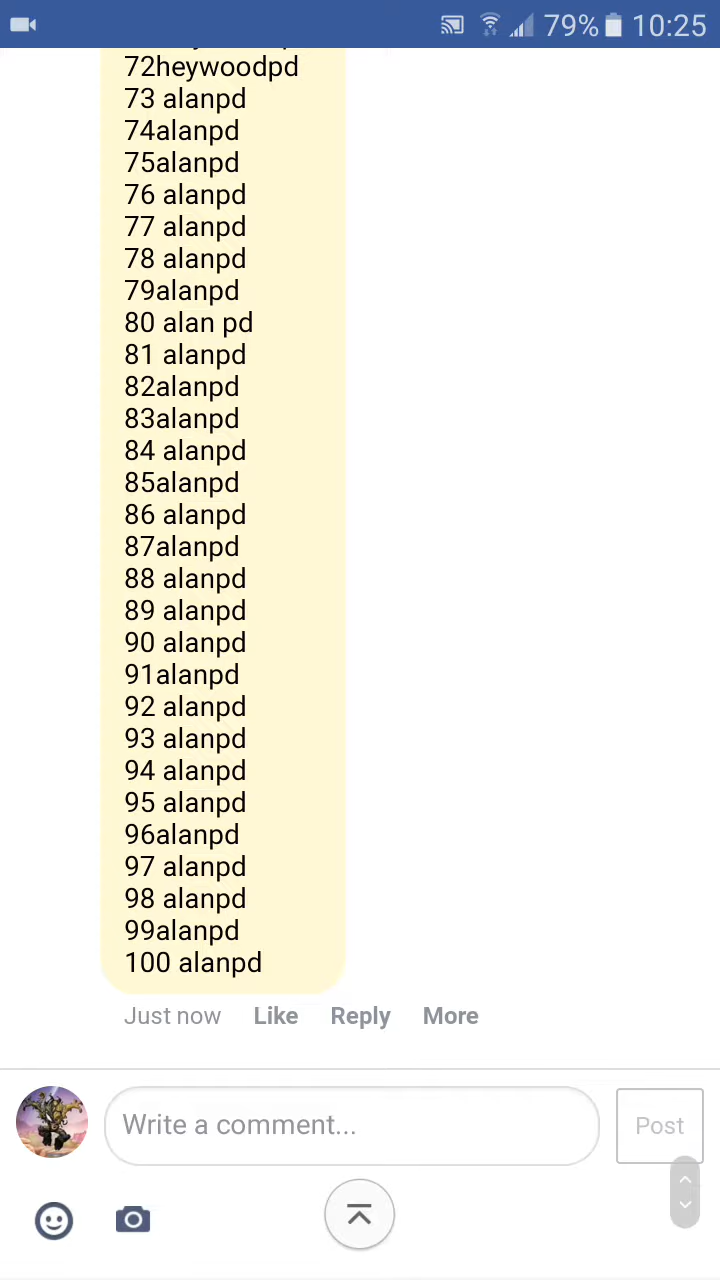 79% 10:25
72heywoodpd
73 alanpd
74alanpd
75alanpd
76 alanpd
77 alanpd
78 alanpd
79alanpd
80 alan pd
81 alanpd
82alanpd
83alanpd
84 alanpd
85alanpd
86 alanpd
87alanpd
88 alanpd
89 alanpd
90 alanpd
91alanpd
92 alanpd
93 alanpd
94 alanpd
95 alanpd
96alanpd
97 alanpd
98 alanpd
99alanpd
100 alanpd
Just now Like Reply More
Write a comment... Post